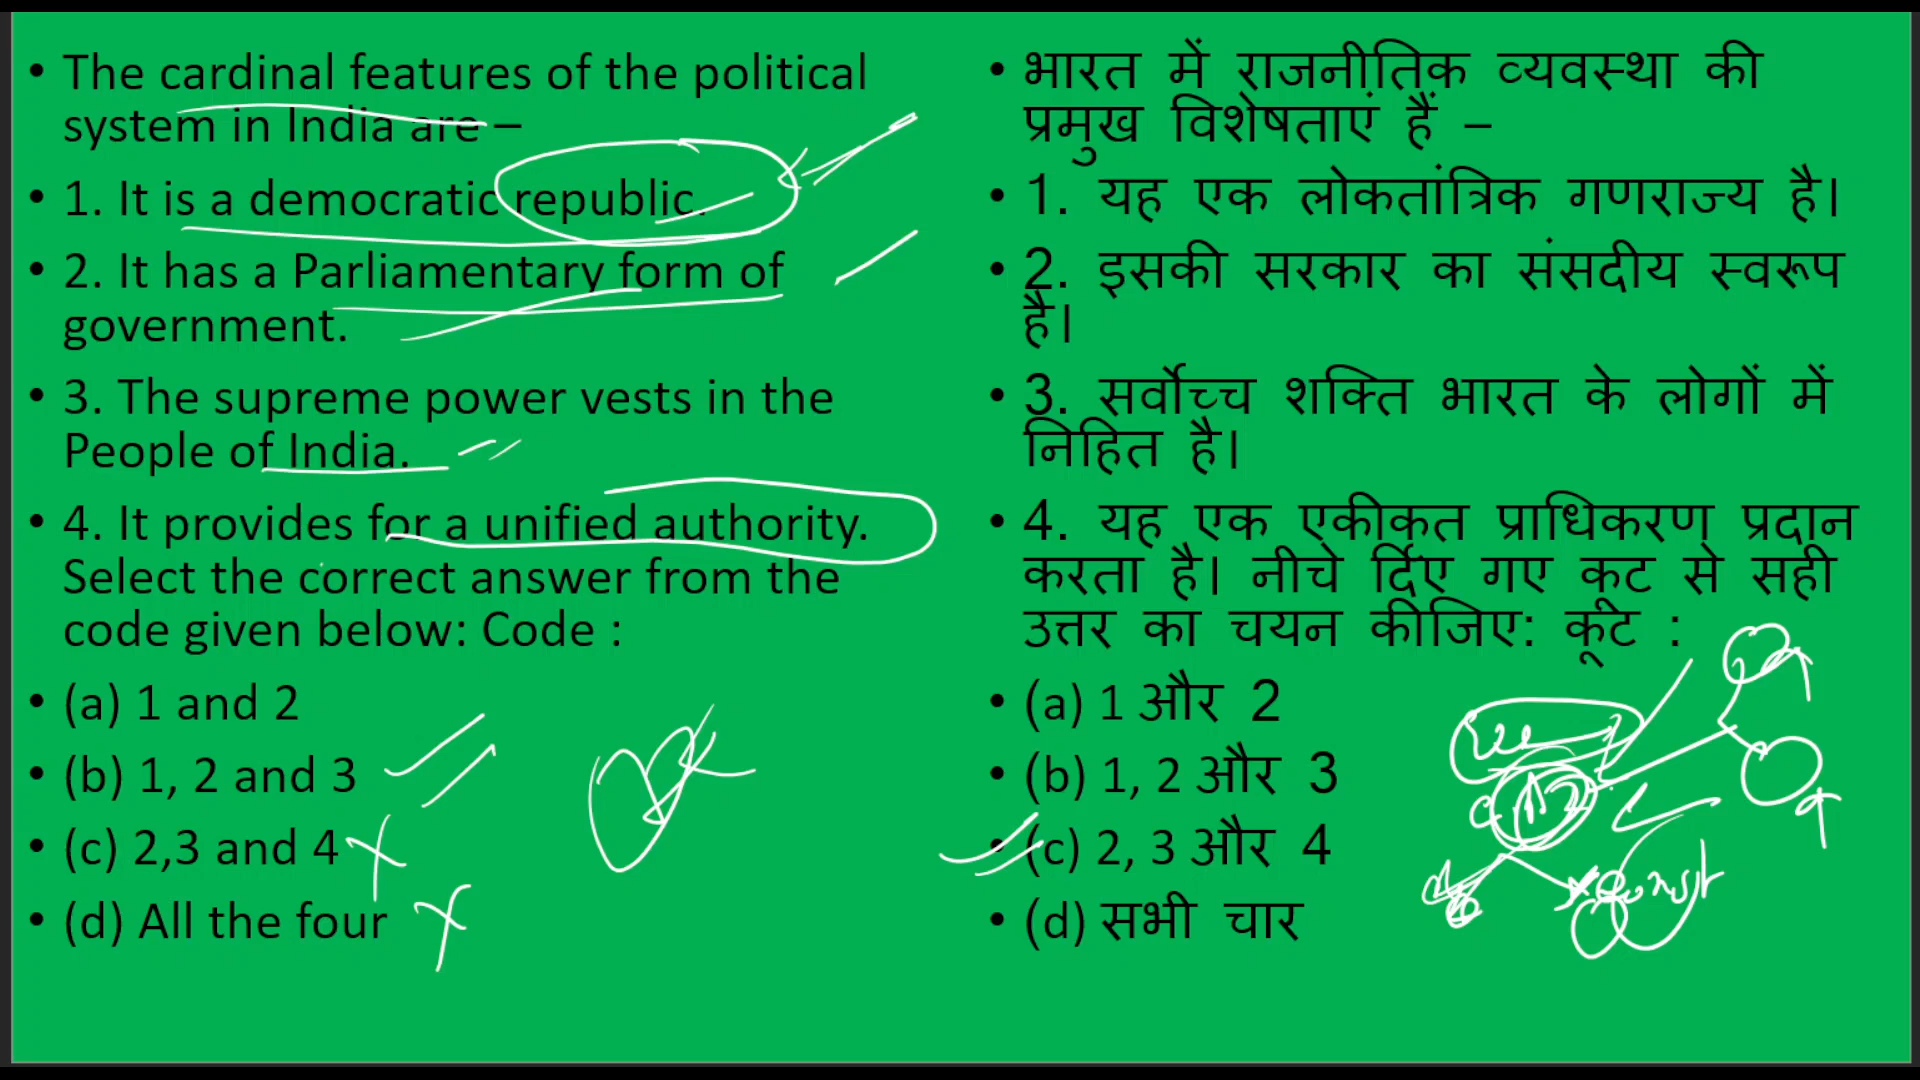 • The cardinal features of the political
system in India are –
• 1. It is a democratic republic.
• 2. It has a Parliamentary form of
government.
• 3. The supreme power vests in the
People of India.
• 4. It provides for a unified authority.
Select the correct answer from the
code given below: Code :
• (a) 1 and 2
• (b) 1, 2 and 3
• (c) 2,3 and 4
• (d) All the four
• भारत में राजनीतिक व्यवस्था की
प्रमुख विशेषताएं हैं –
• 1. यह एक लोकतांत्रिक गणराज्य है।
• 2. इसकी सरकार का संसदीय स्वरूप
है।
• 3. सर्वोच्च शक्ति भारत के लोगों में
निहित है।
• 4. यह एक एकीकृत प्राधिकरण प्रदान
करता है। नीचे दिए गए कूट से सही
उत्तर का चयन कीजिए: कूट :
• (a) 1 और 2
• (b) 1, 2 और 3
• (c) 2, 3 और 4
• (d) सभी चार